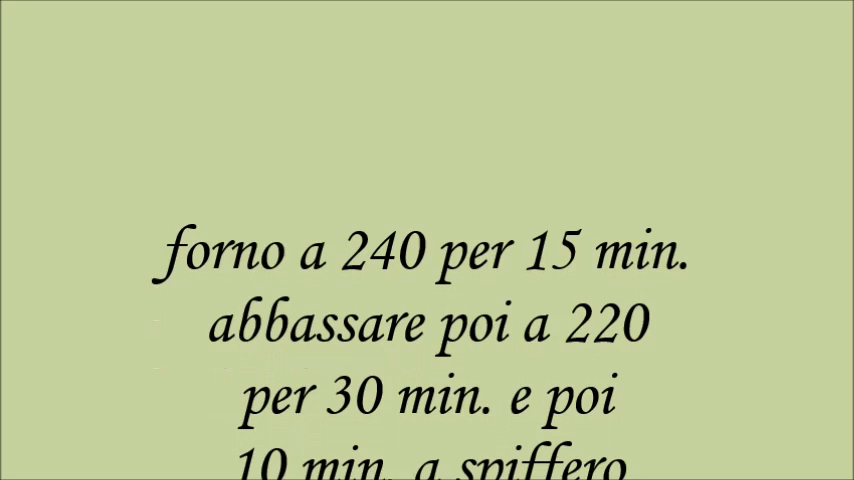 forno a 240 per 15 min.
abbassare poi a 220
per 30 min. e poi
10 min. a spiffero